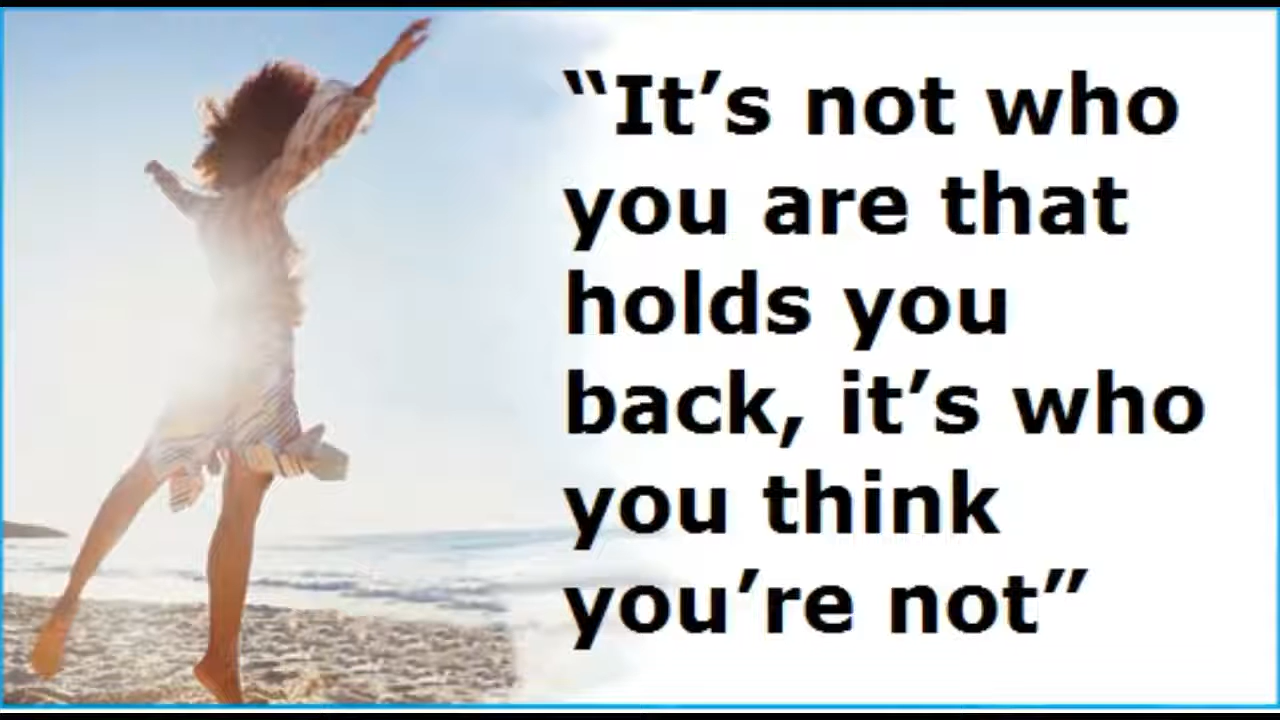 “It’s not who
you are that
holds you
back, it’s who
you think
you’re not”